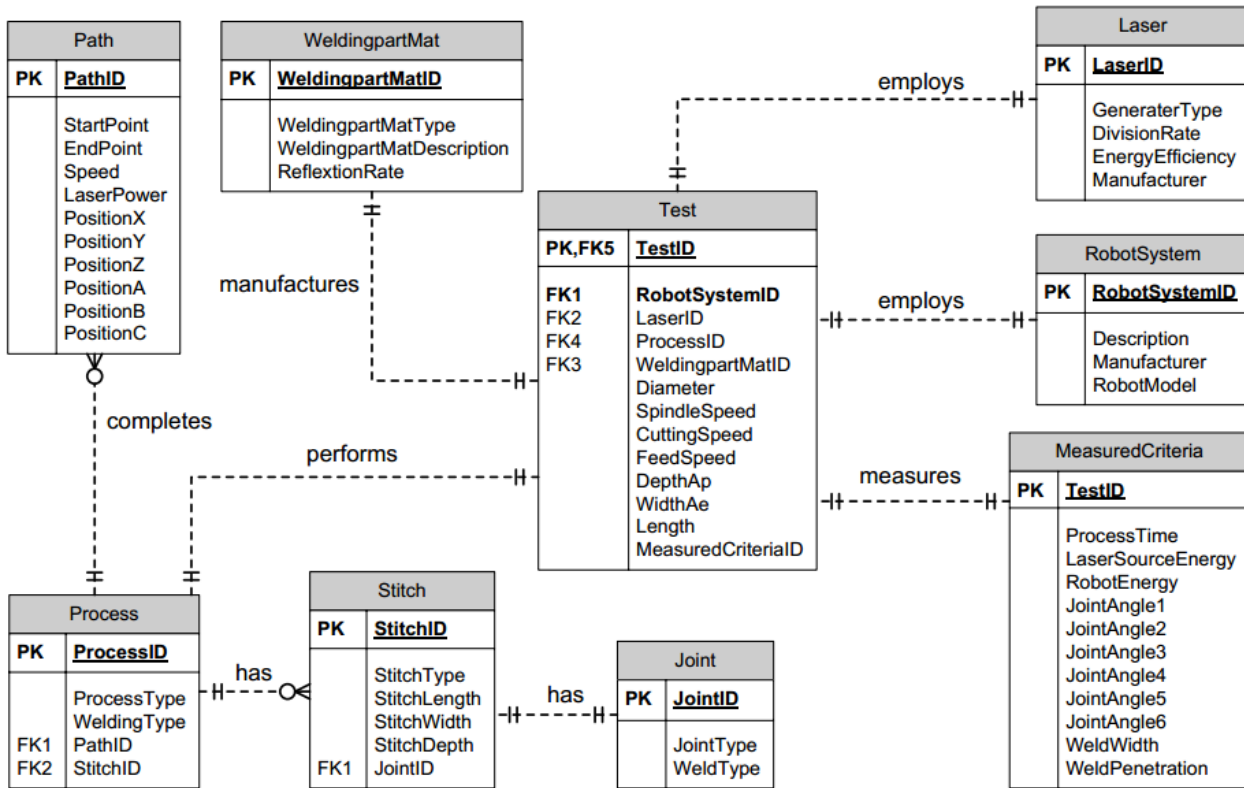 Path
PK PathID
StartPoint
EndPoint
Speed
LaserPower
PositionX
PositionY
PositionZ
PositionA
PositionB
PositionC
WeldingpartMat
PK WeldingpartMatID
WeldingpartMatType
WeldingpartMatDescription
ReflextionRate
Laser
PK LaserID
GeneraterType
DivisionRate
EnergyEfficiency
Manufacturer
employs
Test
PK,FK5 TestID
FK1 RobotSystemID
FK2 LaserID
FK4 ProcessID
FK3 WeldingpartMatID
Diameter
SpindleSpeed
CuttingSpeed
FeedSpeed
DepthAp
WidthAe
Length
MeasuredCriteriaID
RobotSystem
PK RobotSystemID
Description
Manufacturer
RobotModel
employs
manufactures
completes
performs
measures
MeasuredCriteria
PK TestID
ProcessTime
LaserSourceEnergy
RobotEnergy
JointAngle1
JointAngle2
JointAngle3
JointAngle4
JointAngle5
JointAngle6
WeldWidth
WeldPenetration
Process
PK ProcessID
ProcessType
WeldingType
FK1 PathID
FK2 StitchID
has
Stitch
PK StitchID
StitchType
StitchLength
StitchWidth
StitchDepth
FK1 JointID
has
Joint
PK JointID
JointType
WeldType